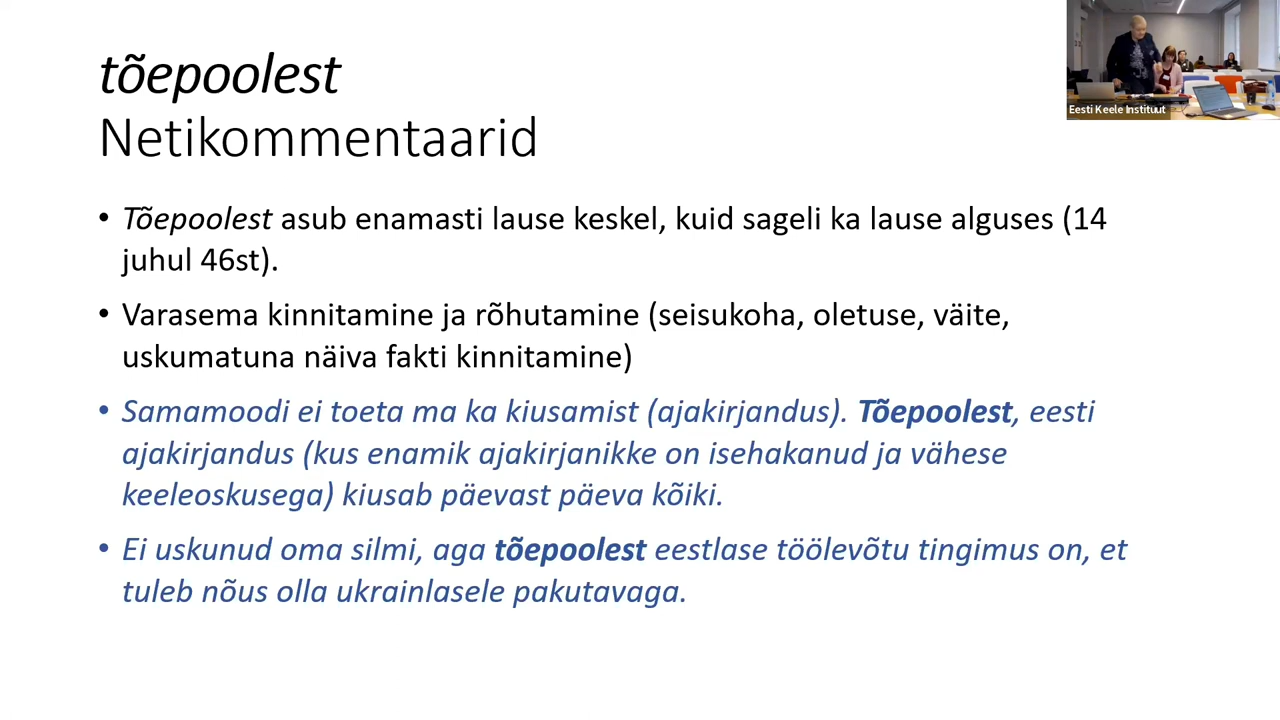 tõepoolest
Netikommentaarid
• Tõepoolest asub enamasti lause keskel, kuid sageli ka lause alguses (14
juhul 46st).
• Varasema kinnitamine ja rõhutamine (seisukoha, oletuse, väite,
uskumatuna näiva fakti kinnitamine)
• Samamoodi ei toeta ma ka kiusamist (ajakirjandus). Tõepoolest, eesti
ajakirjandus (kus enamik ajakirjanikke on isehakanud ja vähese
keeleoskusega) kiusab päevast päeva kõiki.
• Ei uskunud oma silmi, aga tõepoolest eestlase töölevõtu tingimus on, et
tuleb nõus olla ukrainlasele pakutavaga.
Eesti Keele Instituut